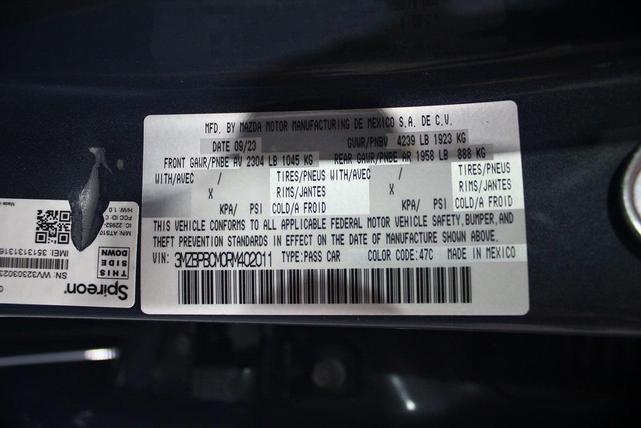 MFD. BY MAZDA MOTOR MANUFACTURING DE MEXICO S.A. DE C.V.
DATE 09/23 GVWR/PNBV 4239 LB 1923 KG
FRONT GAWR/PNBE AV 2304 LB 1045 KG REAR GAWR/PNBE AR 1958 LB 888 KG
WITH/AVEC / TIRES/PNEUS WITH/AVEC / TIRES/PNEUS
X RIMS/JANTES X RIMS/JANTES
KPA/ PSI COLD/A FROID KPA/ PSI COLD/A FROID
THIS VEHICLE CONFORMS TO ALL APPLICABLE FEDERAL MOTOR VEHICLE SAFETY,BUMPER,AND
THEFT PREVENTION STANDARDS IN EFFECT ON THE DATE OF MANUFACTURE SHOWN ABOVE.
VIN: 3MZBPBCM0RM402011 TYPE:PASS CAR COLOR CODE:47C MADE IN MEXICO
Spireon
THIS
SIDE
DOWN
H/W: 1.0